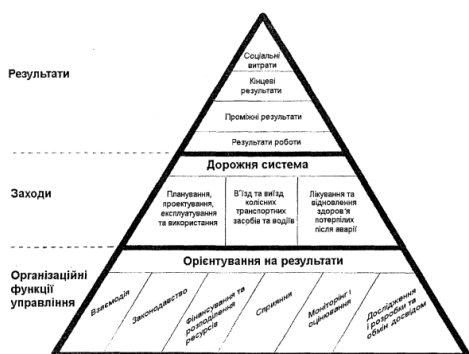 Соціальні
витрати
Кінцеві
результати
Результати
Проміжні результати
Результати роботи
Дорожня система
Заходи
Планування,
проектування,
експлуатування
та використання
В'їзд та виїзд
колісних
транспортних
засобів та водіїв
Лікування та
відновлення
здоров'я
потерпілих
після аварії
Орієнтування на результати
Організаційні
функції
управління
Взаємодія
Законодавство
Фінансування та
розподілення
ресурсів
Сприяння
Моніторинг і
оцінювання
Дослідження
і розробки та
обмін досвідом